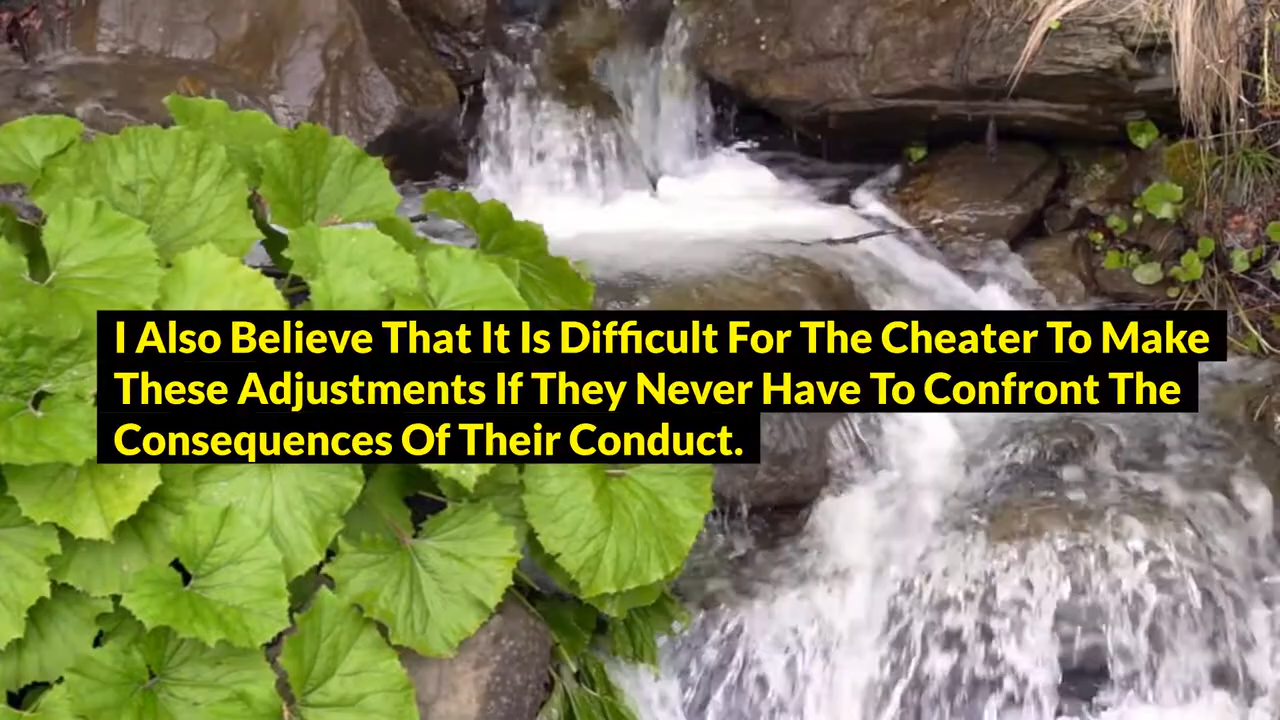 I Also Believe That It Is Difficult For The Cheater To Make
These Adjustments If They Never Have To Confront The
Consequences Of Their Conduct.